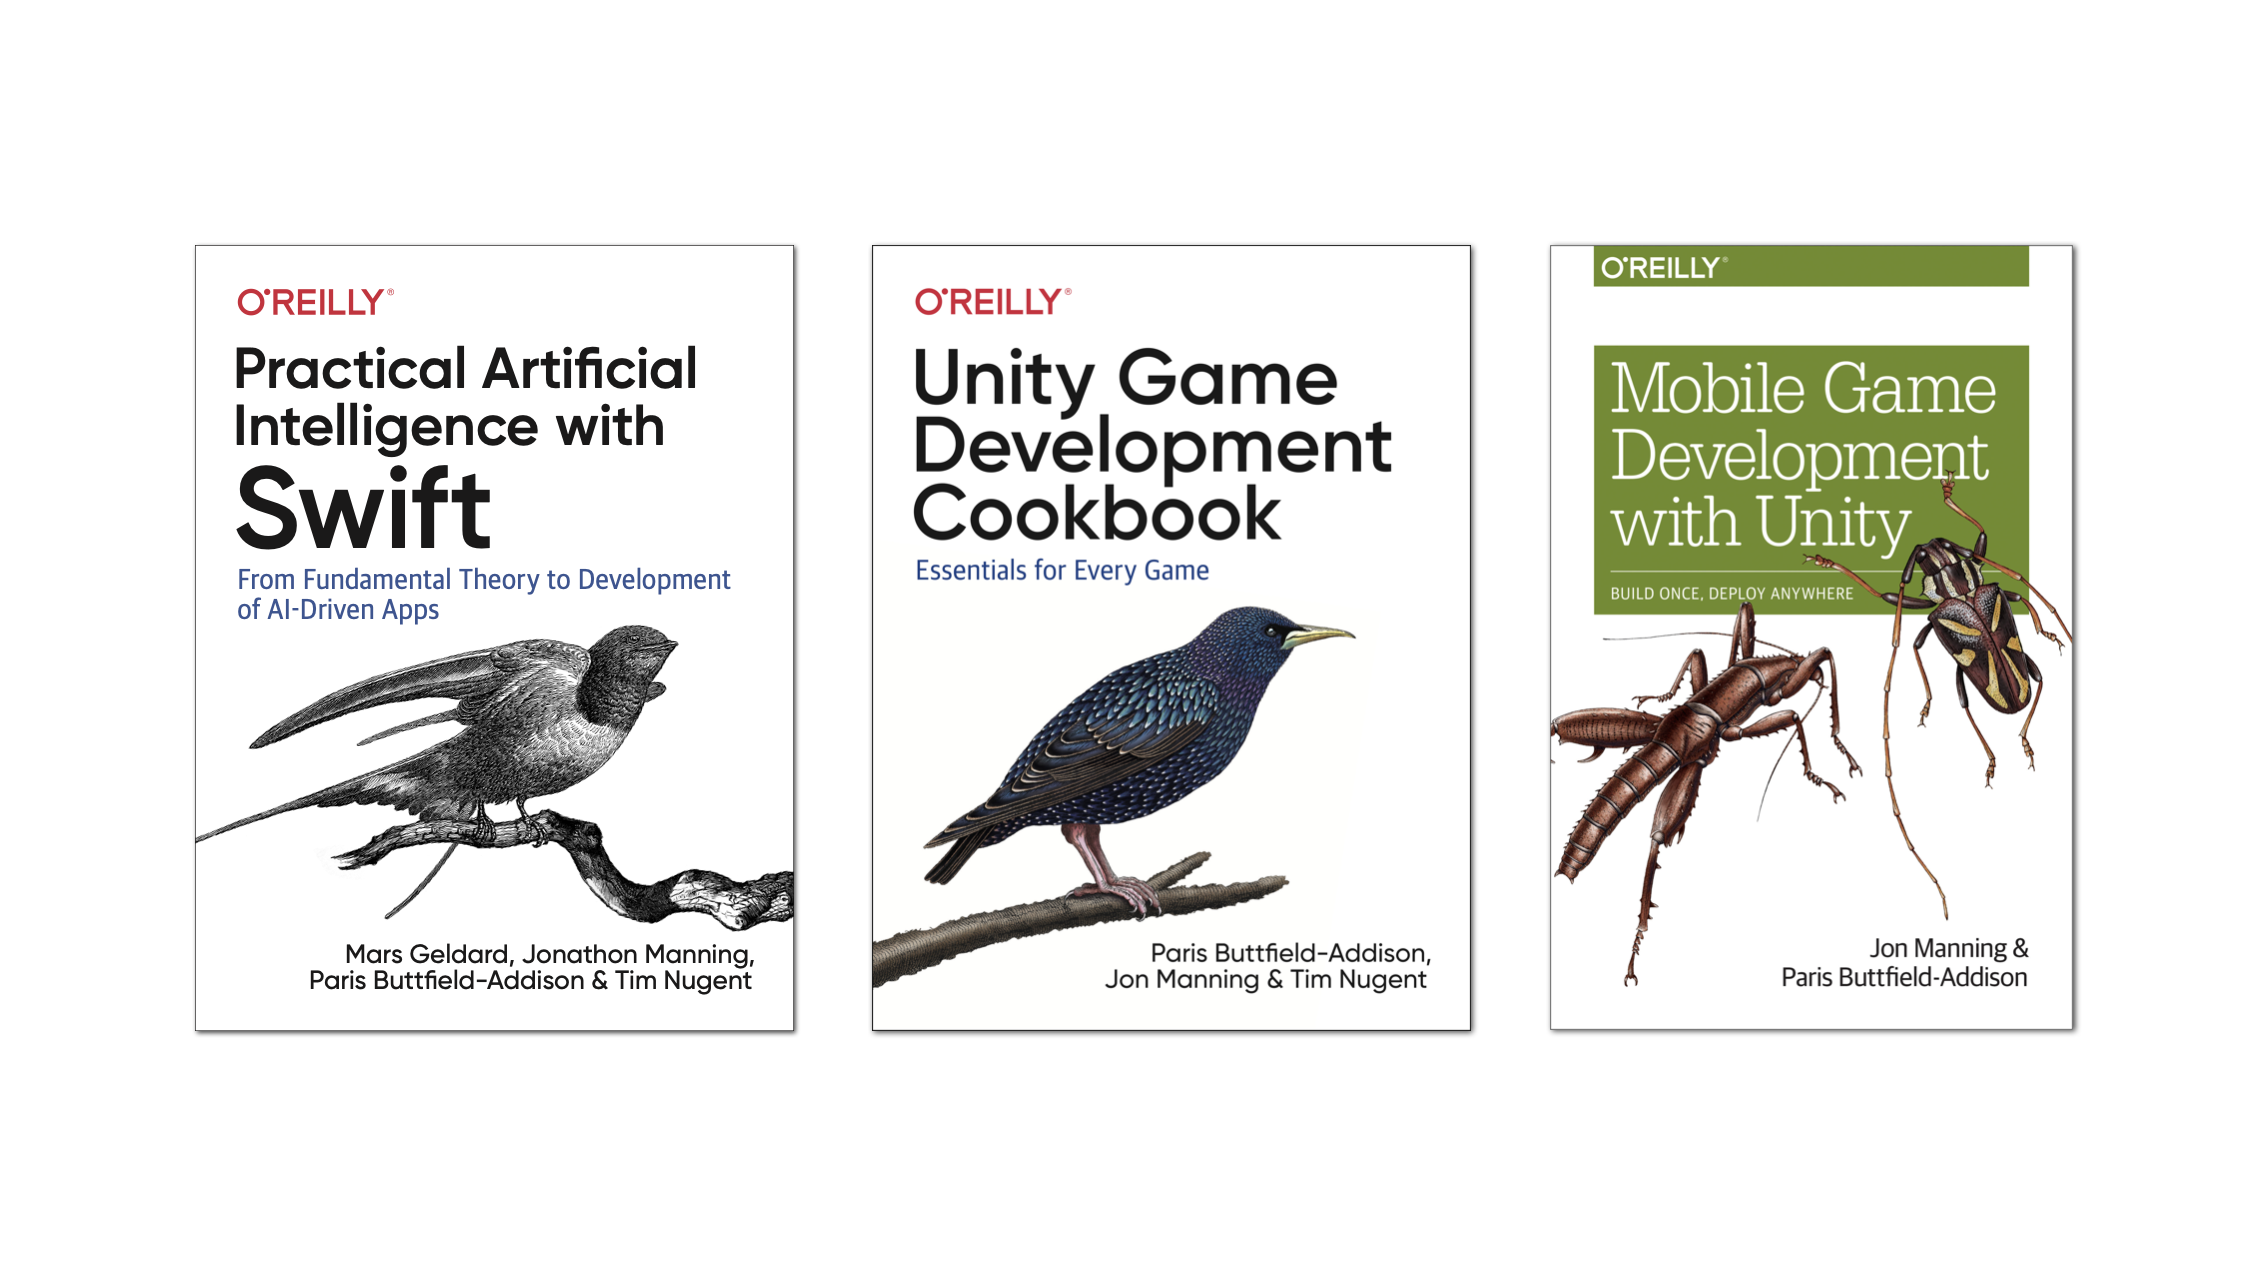 O'REILLY®
Practical Artificial
Intelligence with
Swift
From Fundamental Theory to Development
of AI-Driven Apps
Mars Geldard, Jonathon Manning,
Paris Buttfield-Addison & Tim Nugent
O'REILLY®
Unity Game
Development
Cookbook
Essentials for Every Game
Paris Buttfield-Addison,
Jon Manning & Tim Nugent
O'REILLY®
Mobile Game
Development
with Unity
BUILD ONCE, DEPLOY ANYWHERE
Jon Manning &
Paris Buttfield-Addison